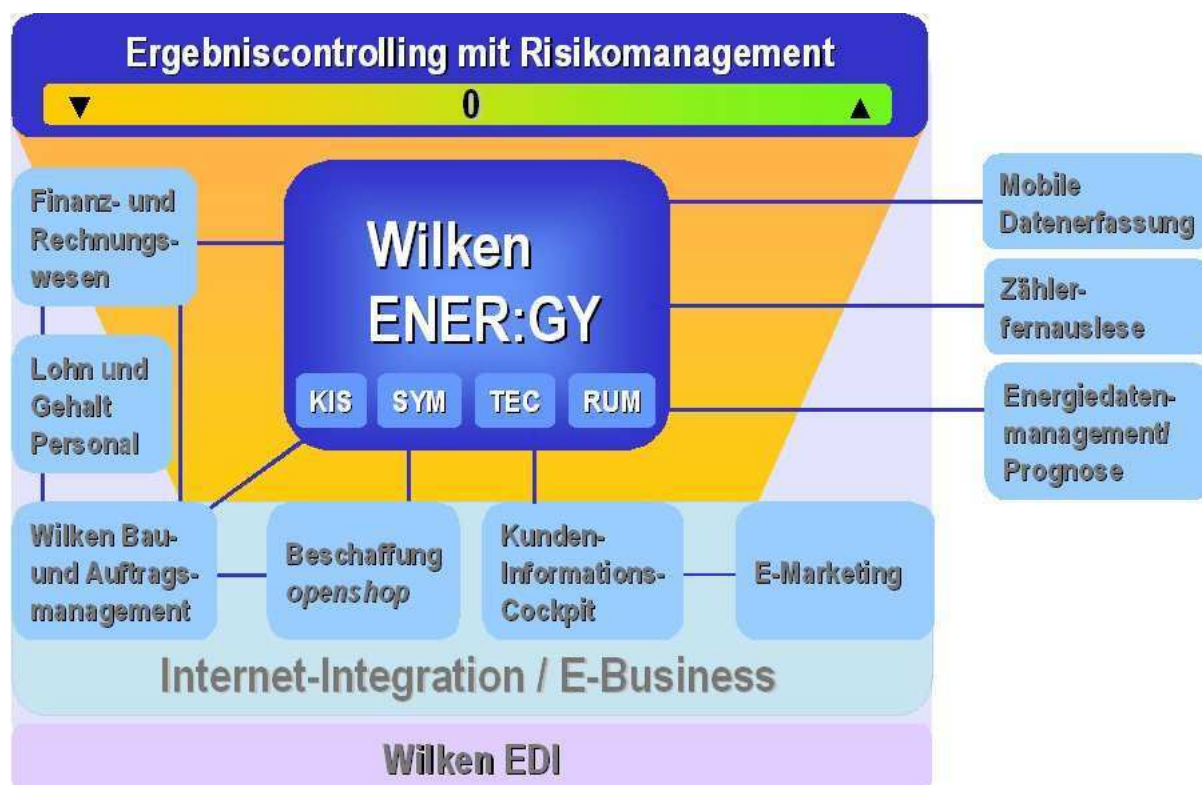 Ergebniscontrolling mit Risikomanagement
▼ 0 ▲
Finanz- und
Rechnungs-
wesen
Lohn und
Gehalt
Personal
Wilken
ENER:GY
KIS SYM TEC RUM
Mobile
Datenerfassung
Zähler-
fernauslese
Energiedaten-
management/
Prognose
Wilken Bau-
und Auftrags-
management
Beschaffung
openshop
Kunden-
Informations-
Cockpit
E-Marketing
Internet-Integration / E-Business
Wilken EDI